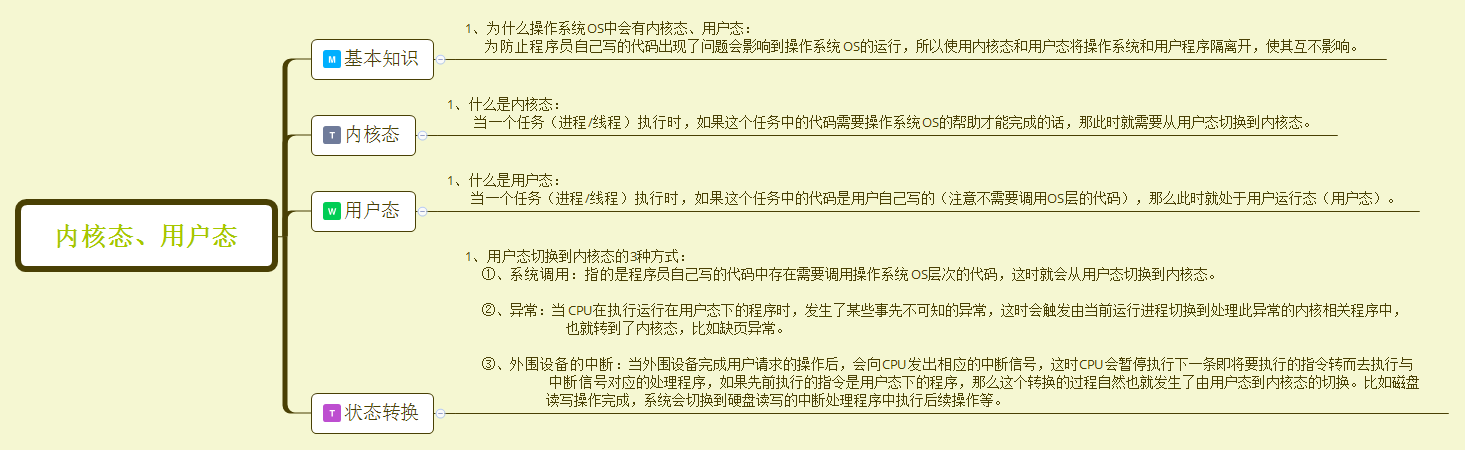 内核态、用户态
M 基本知识
1、为什么操作系统OS中会有内核态、用户态：
为防止程序员自己写的代码出现了问题会影响到操作系统OS的运行，所以使用内核态和用户态将操作系统和用户程序隔离开，使其互不影响。
T 内核态
1、什么是内核态：
当一个任务（进程/线程）执行时，如果这个任务中的代码需要操作系统OS的帮助才能完成的话，那此时就需要从用户态切换到内核态。
W 用户态
1、什么是用户态：
当一个任务（进程/线程）执行时，如果这个任务中的代码是用户自己写的（注意不需要调用OS层的代码），那么此时就处于用户运行态（用户态）。
T 状态转换
1、用户态切换到内核态的3种方式：
①、系统调用：指的是程序员自己写的代码中存在需要调用操作系统OS层次的代码，这时就会从用户态切换到内核态。
②、异常：当CPU在执行运行在用户态下的程序时，发生了某些事先不可知的异常，这时会触发由当前运行进程切换到处理此异常的内核相关程序中，
也就转到了内核态，比如缺页异常。
③、外围设备的中断：当外围设备完成用户请求的操作后，会向CPU发出相应的中断信号，这时CPU会暂停执行下一条即将要执行的指令转而去执行与
中断信号对应的处理程序，如果先前执行的指令是用户态下的程序，那么这个转换的过程自然也就发生了由用户态到内核态的切换。比如磁盘
读写操作完成，系统会切换到硬盘读写的中断处理程序中执行后续操作等。